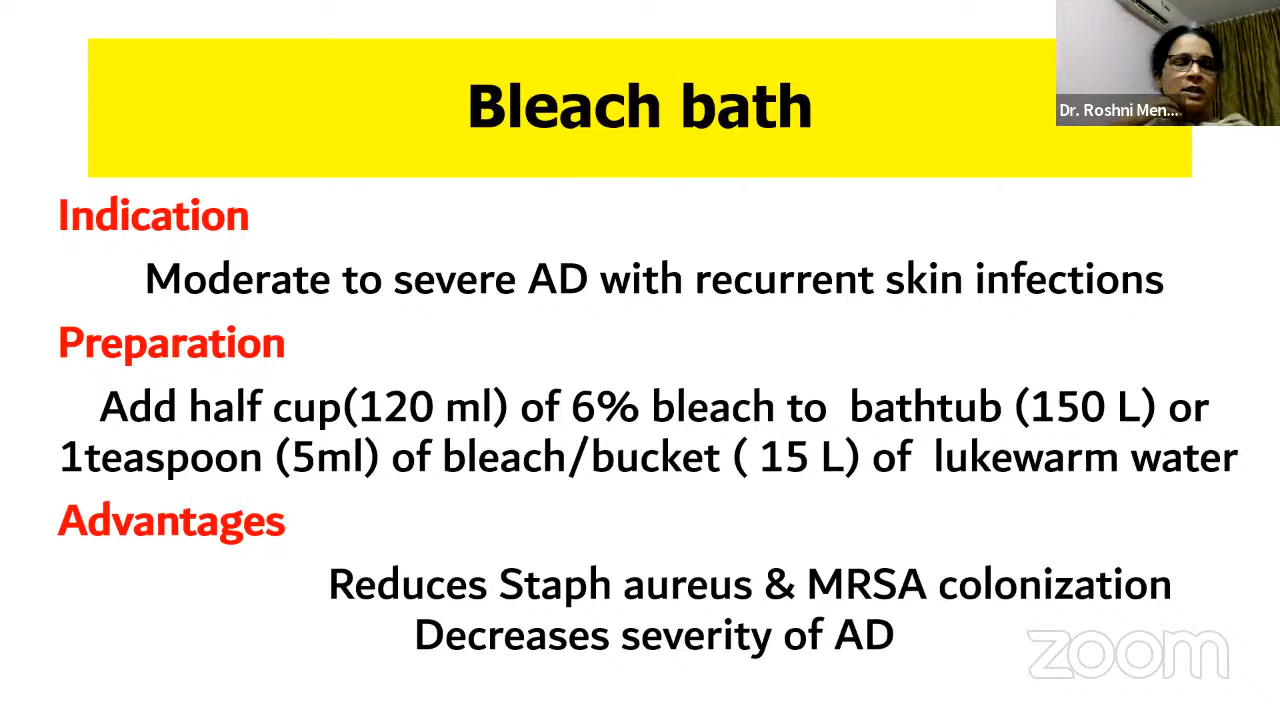 Bleach bath
Dr. Roshni Men...
Indication
Moderate to severe AD with recurrent skin infections
Preparation
Add half cup(120 ml) of 6% bleach to bathtub (150 L) or
1teaspoon (5ml) of bleach/bucket ( 15 L) of lukewarm water
Advantages
Reduces Staph aureus & MRSA colonization
Decreases severity of AD
zoom